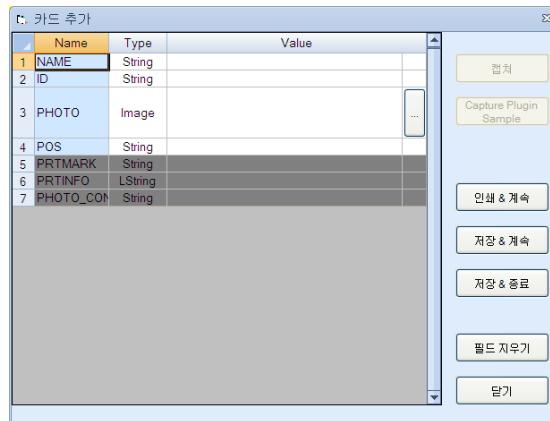 카드 추가
Name Type Value
1 NAME String
2 ID String
3 PHOTO Image ...
4 POS String
5 PRTMARK String
6 PRTINFO LString
7 PHOTO_CON String
캡쳐
Capture Plugin
Sample
인쇄 & 계속
저장 & 계속
저장 & 종료
필드 지우기
닫기